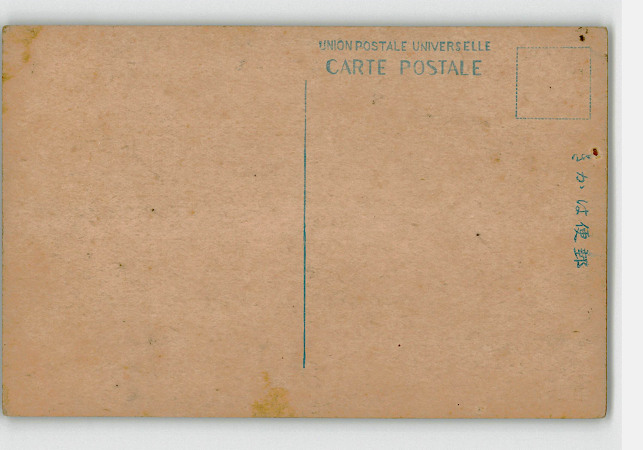 UNION POSTALE UNIVERSELLE
CARTE POSTALE
きかは便郵